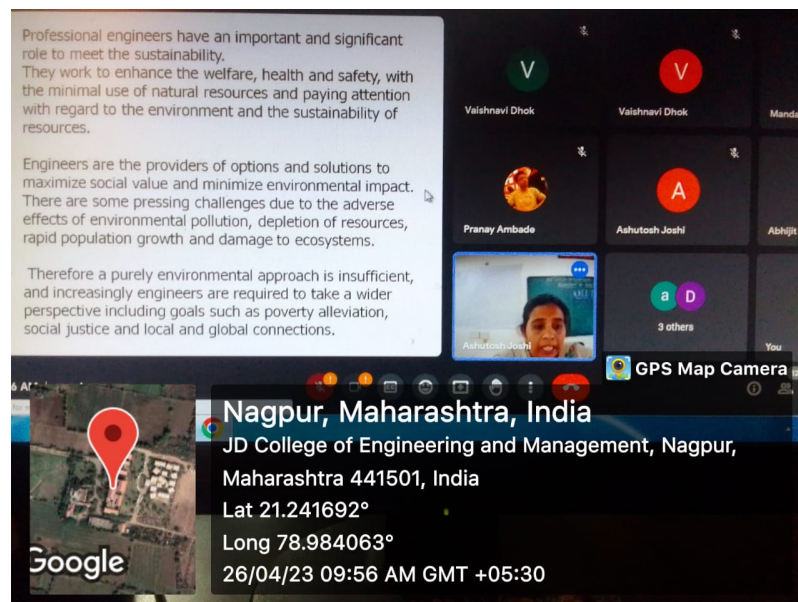 Professional engineers have an important and significant
role to meet the sustainability.
They work to enhance the welfare, health and safety, with
the minimal use of natural resources and paying attention
with regard to the environment and the sustainability of
resources.
Engineers are the providers of options and solutions to
maximize social value and minimize environmental impact.
There are some pressing challenges due to the adverse
effects of environmental pollution, depletion of resources,
rapid population growth and damage to ecosystems.
Therefore a purely environmental approach is insufficient,
and increasingly engineers are required to take a wider
perspective including goals such as poverty alleviation,
social justice and local and global connections.
V
Vaishnavi Dhok
V
Vaishnavi Dhok
Manda
Pranay Ambade
A
Ashutosh Joshi
Abhijit
Ashutosh Joshi
a D
3 others
You
6 AM
GPS Map Camera
Google
Nagpur, Maharashtra, India
JD College of Engineering and Management, Nagpur,
Maharashtra 441501, India
Lat 21.241692°
Long 78.984063°
26/04/23 09:56 AM GMT +05:30